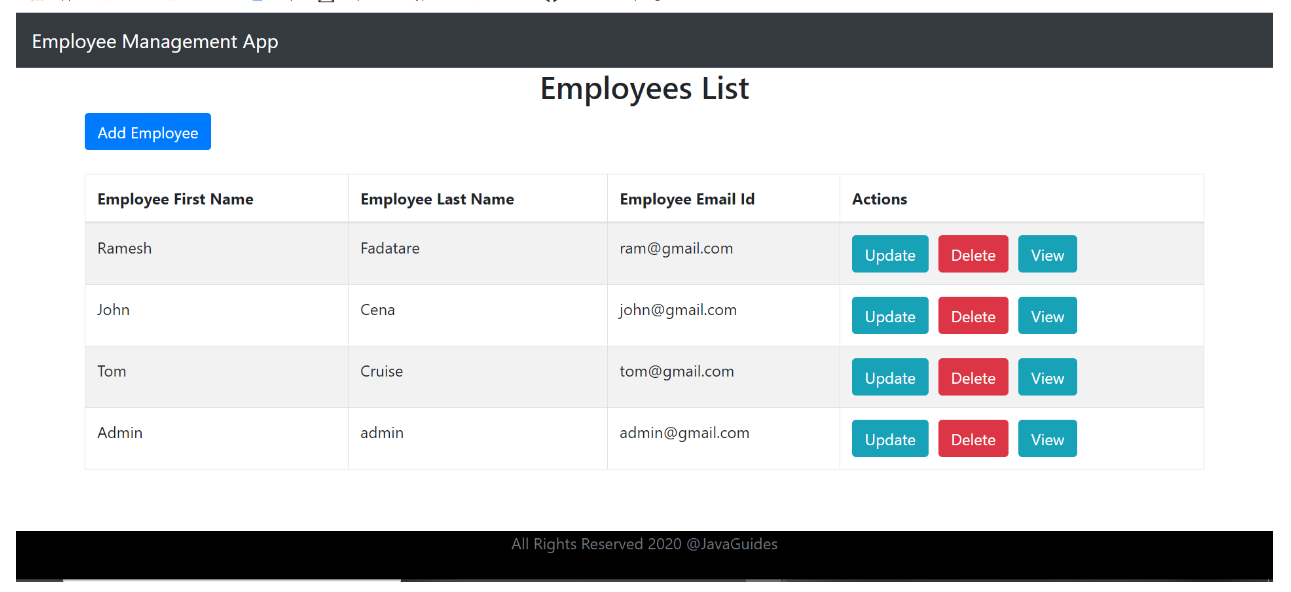 Employee Management App
Employees List
Add Employee
Employee First Name Employee Last Name Employee Email Id Actions
Ramesh Fadatare ram@gmail.com Update Delete View
John Cena john@gmail.com Update Delete View
Tom Cruise tom@gmail.com Update Delete View
Admin admin admin@gmail.com Update Delete View
All Rights Reserved 2020 @JavaGuides